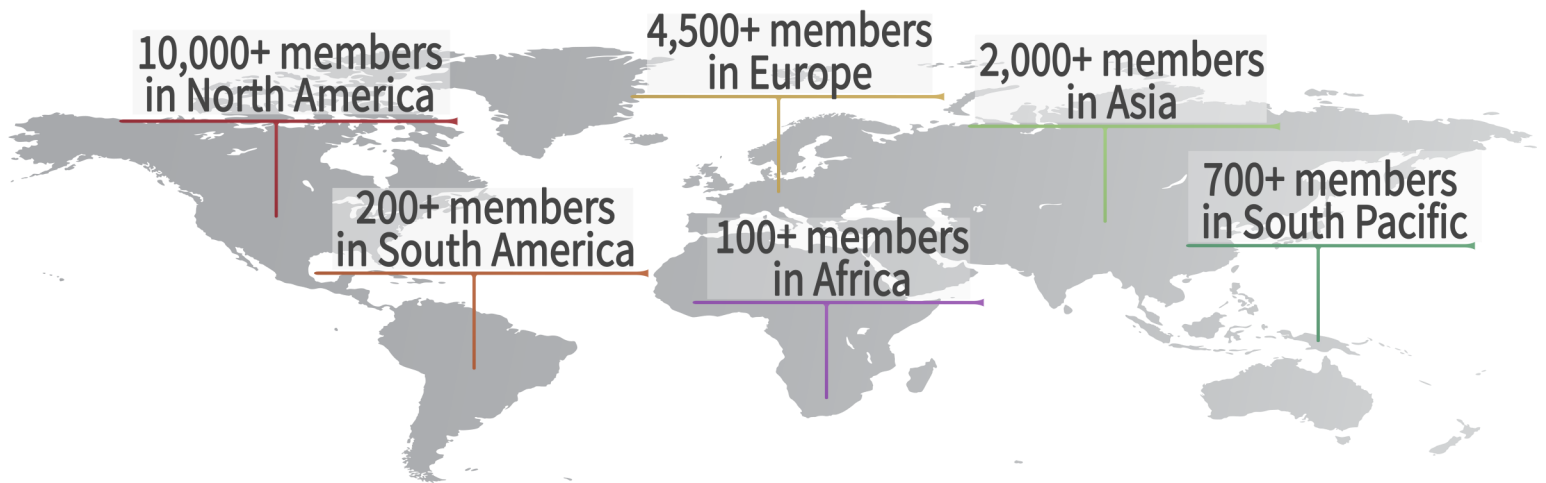 10,000+ members
in North America
4,500+ members
in Europe
2,000+ members
in Asia
200+ members
in South America
100+ members
in Africa
700+ members
in South Pacific